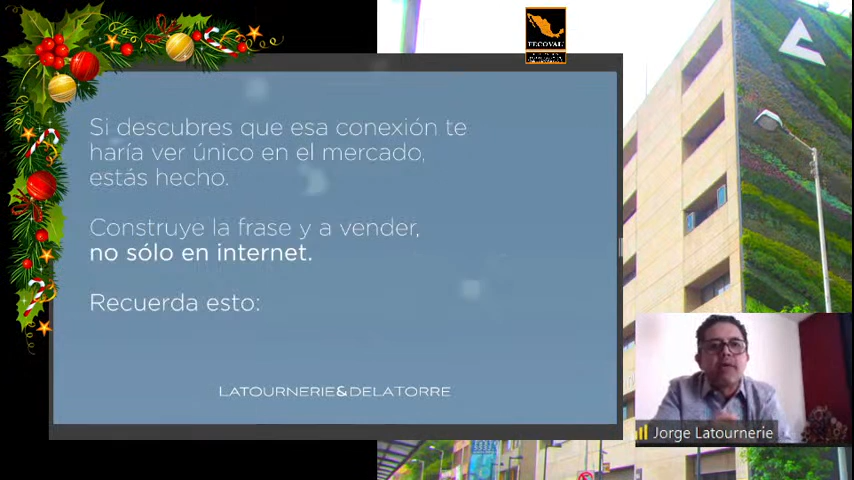 TECOVAL
Si descubres que esa conexión te
haría ver único en el mercado,
estás hecho.
Construye la frase y a vender,
no sólo en internet.
Recuerda esto:
LATOURNERIE&DELATORRE
Jorge Latournerie